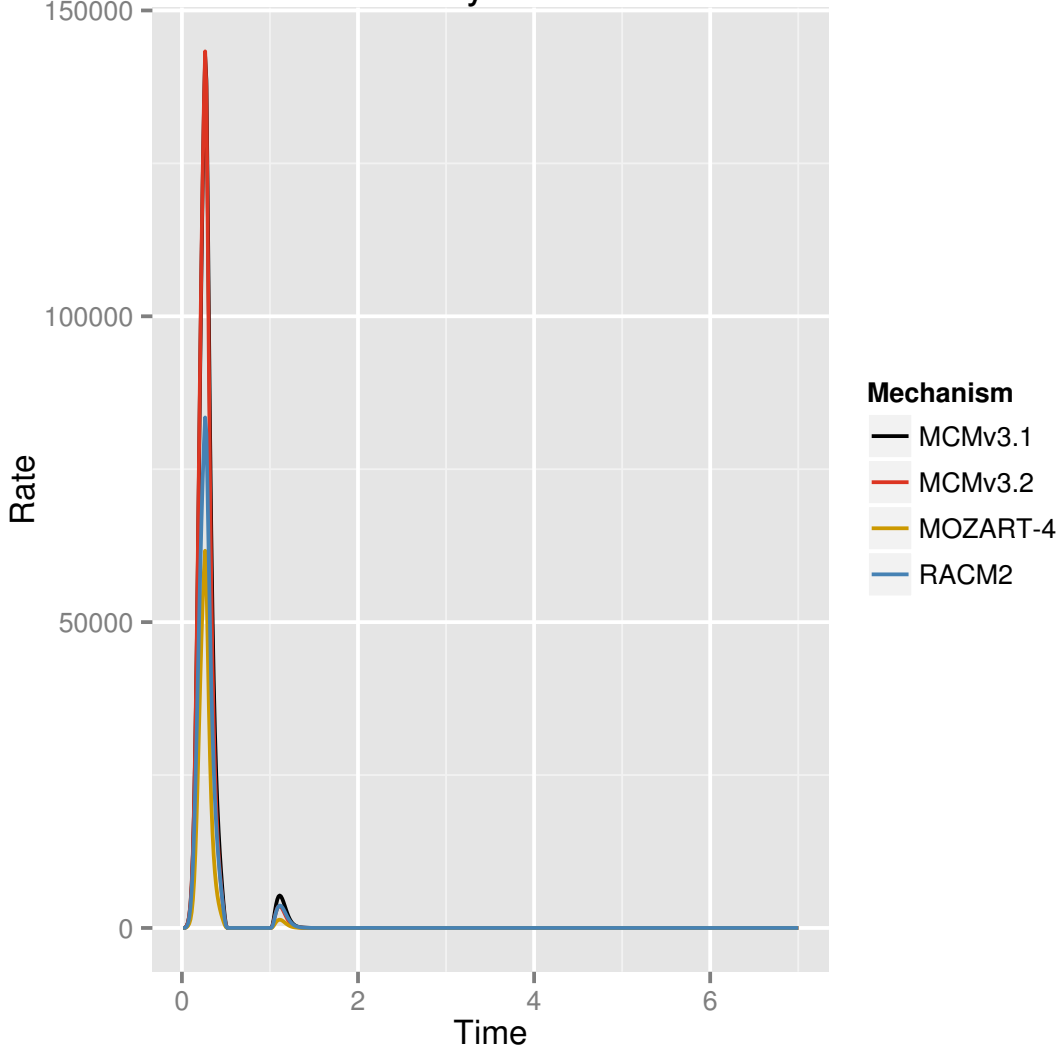 150000
100000
50000
0
Rate
0 2 4 6
Time
Mechanism
MCMv3.1
MCMv3.2
MOZART-4
RACM2